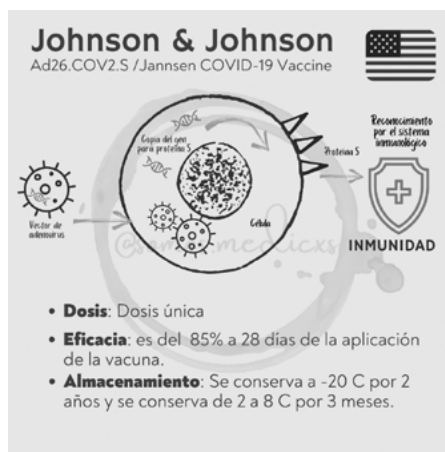 Johnson & Johnson
Ad26.COV2.S /Jannsen COVID-19 Vaccine
Copia del gen
para proteína S
Reconocimiento
por el sistema
inmunológico
Proteína S
Vector de
adenovirus
Célula
INMUNIDAD
• Dosis: Dosis única
• Eficacia: es del 85% a 28 días de la aplicación
de la vacuna.
• Almacenamiento: Se conserva a -20 C por 2
años y se conserva de 2 a 8 C por 3 meses.